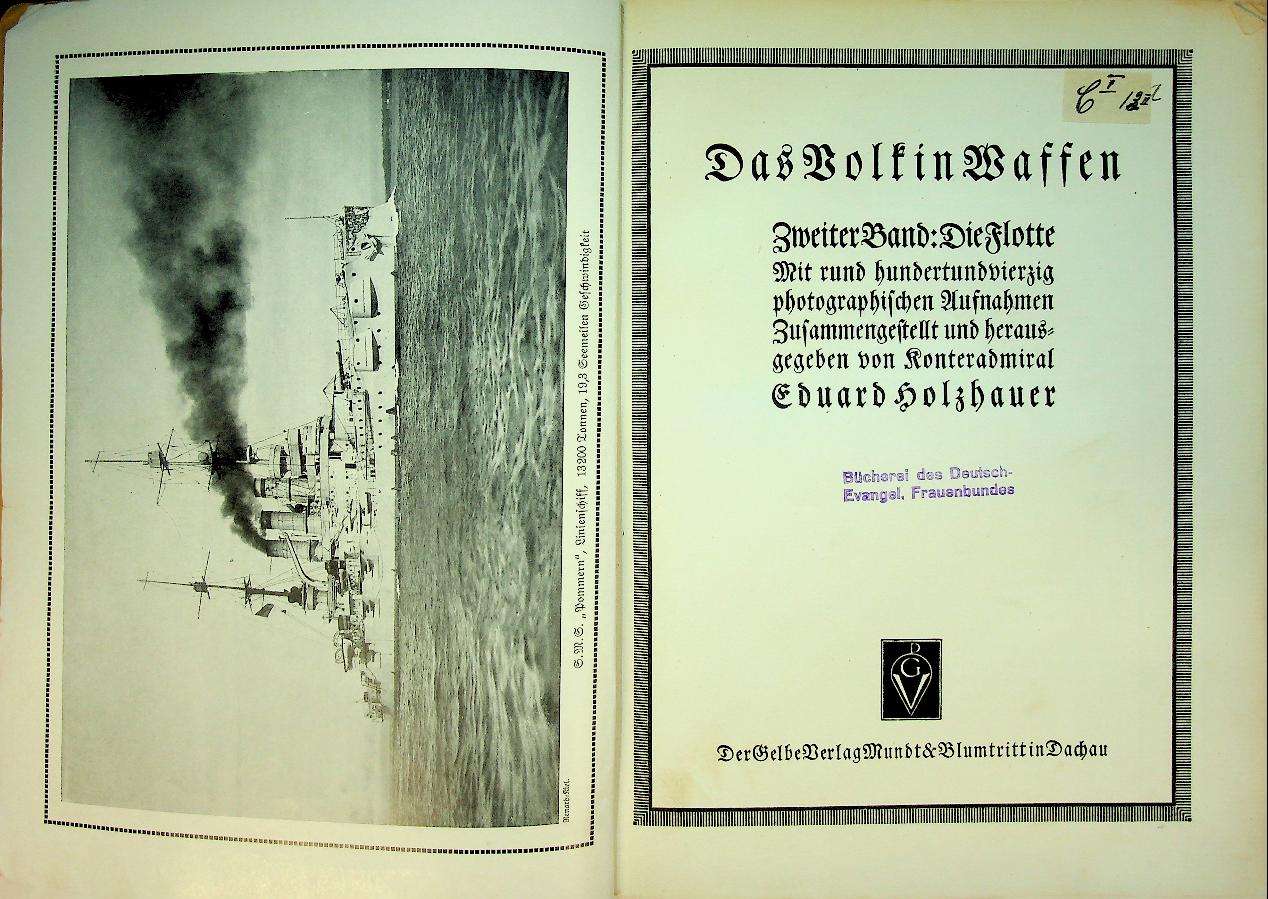 S.M.S. „Pommern“, Linienschiff, 13200 Tonnen, 19,3 Seemeilen Geschwindigkeit
Renard-Kiel.
Das Volk in Waffen
Zweiter Band: Die Flotte
Mit rund hundertundvierzig
photographischen Aufnahmen
Zusammengestellt und heraus-
gegeben von Konteradmiral
Eduard Holzhauer
Bücherei des Deutsch-
Evangel. Frauenbundes
D
G
V
Der Gelbe Verlag Mundt & Blumtritt in Dachau